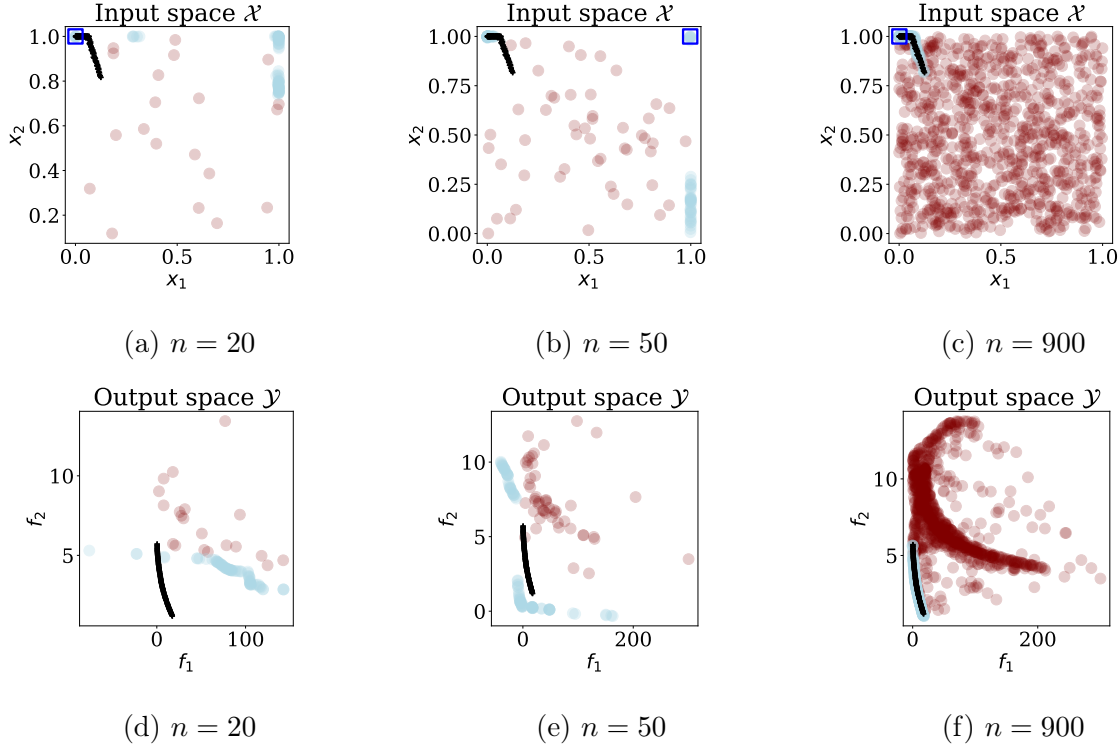 Input space 𝒳
1.0
0.8
0.6
0.4
0.2
x₂
0.0
0.5
1.0
x₁
(a) n = 20
Input space 𝒳
1.00
0.75
0.50
0.25
0.00
x₂
0.0
0.5
1.0
x₁
(b) n = 50
Input space 𝒳
1.00
0.75
0.50
0.25
0.00
x₂
0.0
0.5
1.0
x₁
(c) n = 900
Output space 𝒴
10
5
f₂
0
100
f₁
(d) n = 20
Output space 𝒴
10
5
0
f₂
0
200
f₁
(e) n = 50
Output space 𝒴
10
5
f₂
0
200
f₁
(f) n = 900